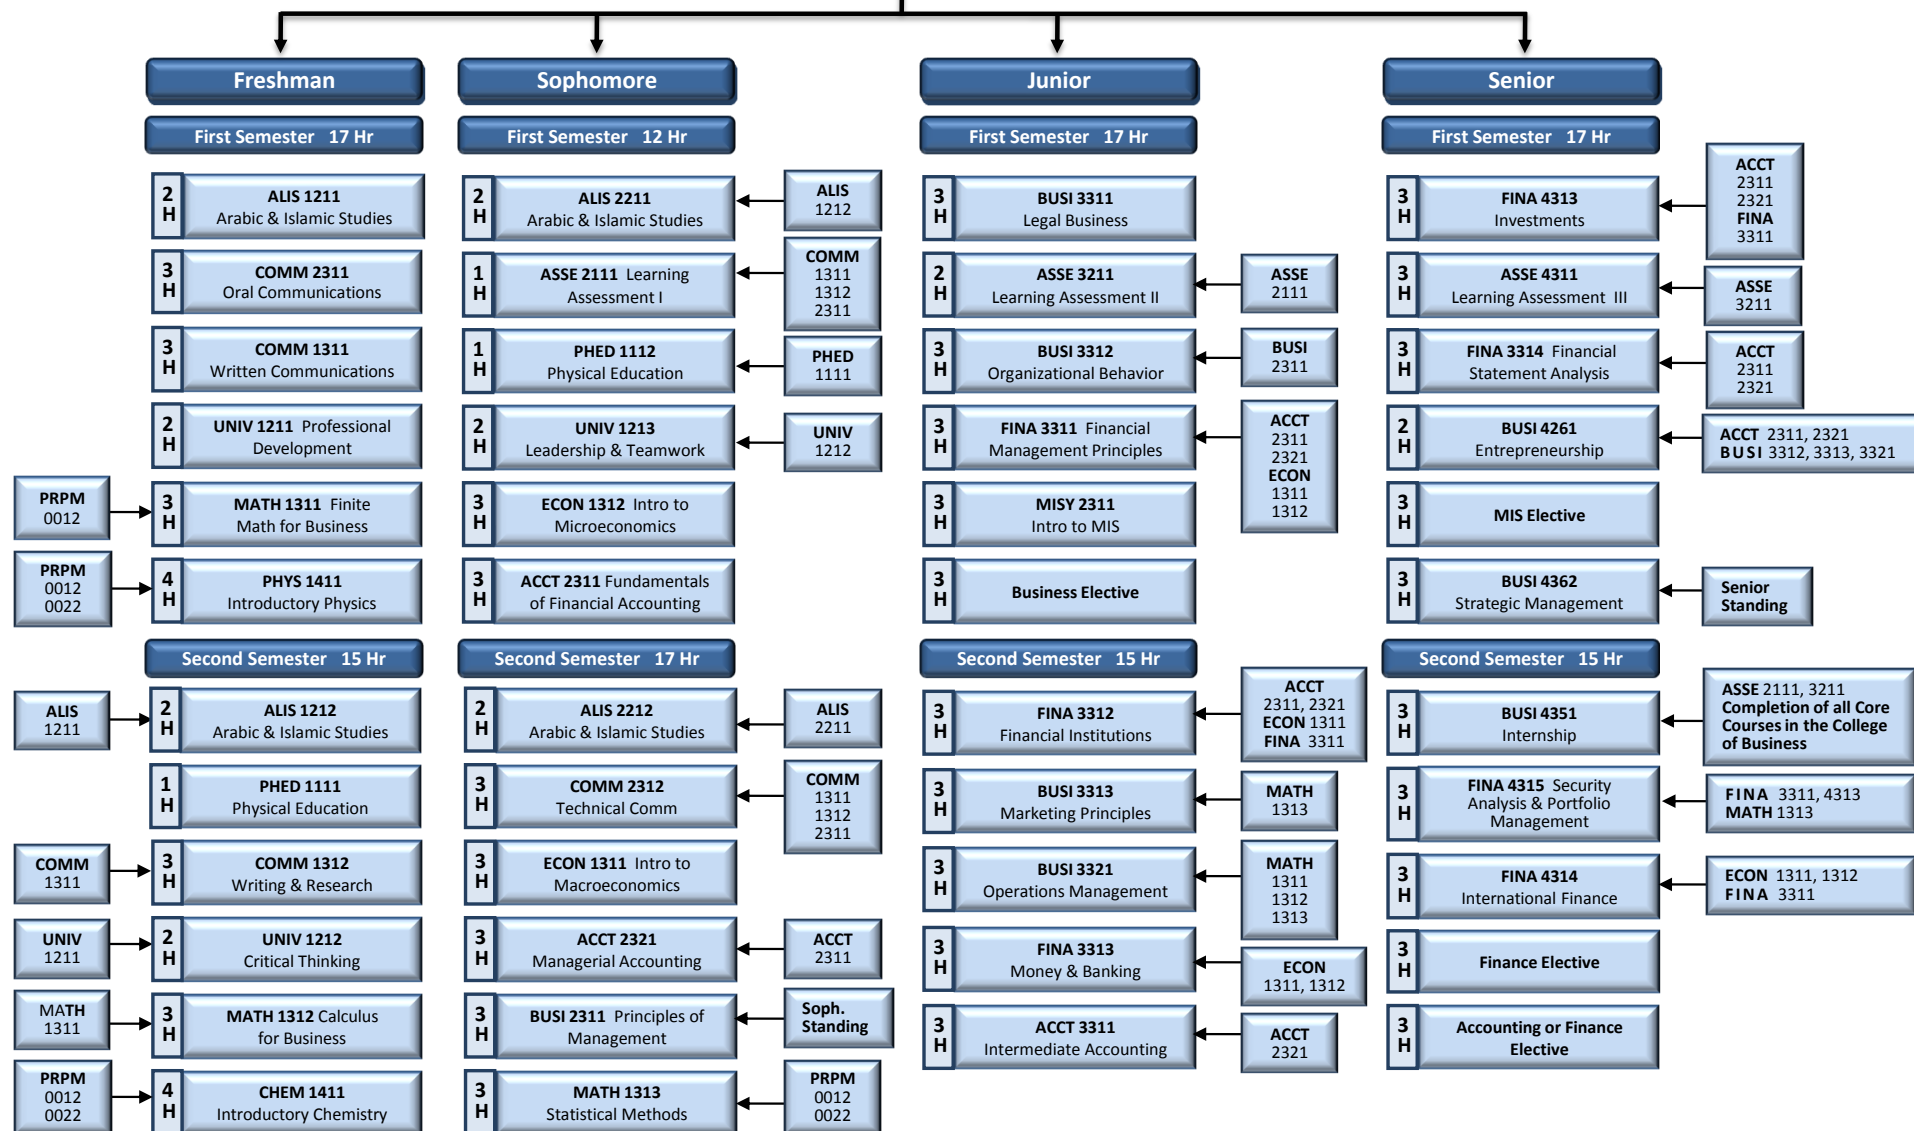 Freshman
First Semester 17 Hr
2
H
ALIS 1211
Arabic & Islamic Studies
3
H
COMM 2311
Oral Communications
3
H
COMM 1311
Written Communications
2
H
UNIV 1211 Professional
Development
PRPM
0012
3
H
MATH 1311 Finite
Math for Business
PRPM
0012
0022
4
H
PHYS 1411
Introductory Physics
Second Semester 15 Hr
ALIS
1211
2
H
ALIS 1212
Arabic & Islamic Studies
1
H
PHED 1111
Physical Education
COMM
1311
3
H
COMM 1312
Writing & Research
UNIV
1211
2
H
UNIV 1212
Critical Thinking
MATH
1311
3
H
MATH 1312 Calculus
for Business
PRPM
0012
0022
4
H
CHEM 1411
Introductory Chemistry
Sophomore
First Semester 12 Hr
2
H
ALIS 2211
Arabic & Islamic Studies
ALIS
1212
1
H
ASSE 2111 Learning
Assessment I
COMM
1311
1312
2311
1
H
PHED 1112
Physical Education
PHED
1111
2
H
UNIV 1213
Leadership & Teamwork
UNIV
1212
3
H
ECON 1312 Intro to
Microeconomics
3
H
ACCT 2311 Fundamentals
of Financial Accounting
Second Semester 17 Hr
2
H
ALIS 2212
Arabic & Islamic Studies
ALIS
2211
3
H
COMM 2312
Technical Comm
COMM
1311
1312
2311
3
H
ECON 1311 Intro to
Macroeconomics
3
H
ACCT 2321
Managerial Accounting
ACCT
2311
3
H
BUSI 2311 Principles of
Management
Soph.
Standing
3
H
MATH 1313
Statistical Methods
PRPM
0012
0022
Junior
First Semester 17 Hr
3
H
BUSI 3311
Legal Business
2
H
ASSE 3211
Learning Assessment II
ASSE
2111
3
H
BUSI 3312
Organizational Behavior
BUSI
2311
3
H
FINA 3311 Financial
Management Principles
ACCT
2311
2321
ECON
1311
1312
3
H
MISY 2311
Intro to MIS
3
H
Business Elective
Second Semester 15 Hr
3
H
FINA 3312
Financial Institutions
ACCT
2311, 2321
ECON 1311
FINA 3311
3
H
BUSI 3313
Marketing Principles
MATH
1313
3
H
BUSI 3321
Operations Management
MATH
1311
1312
1313
3
H
FINA 3313
Money & Banking
ECON
1311, 1312
3
H
ACCT 3311
Intermediate Accounting
ACCT
2321
Senior
First Semester 17 Hr
3
H
FINA 4313
Investments
ACCT
2311
2321
FINA
3311
3
H
ASSE 4311
Learning Assessment III
ASSE
3211
3
H
FINA 3314 Financial
Statement Analysis
ACCT
2311
2321
2
H
BUSI 4261
Entrepreneurship
ACCT 2311, 2321
BUSI 3312, 3313, 3321
3
H
MIS Elective
3
H
BUSI 4362
Strategic Management
Senior
Standing
Second Semester 15 Hr
3
H
BUSI 4351
Internship
ASSE 2111, 3211
Completion of all Core
Courses in the College
of Business
3
H
FINA 4315 Security
Analysis & Portfolio
Management
FINA 3311, 4313
MATH 1313
3
H
FINA 4314
International Finance
ECON 1311, 1312
FINA 3311
3
H
Finance Elective
3
H
Accounting or Finance
Elective